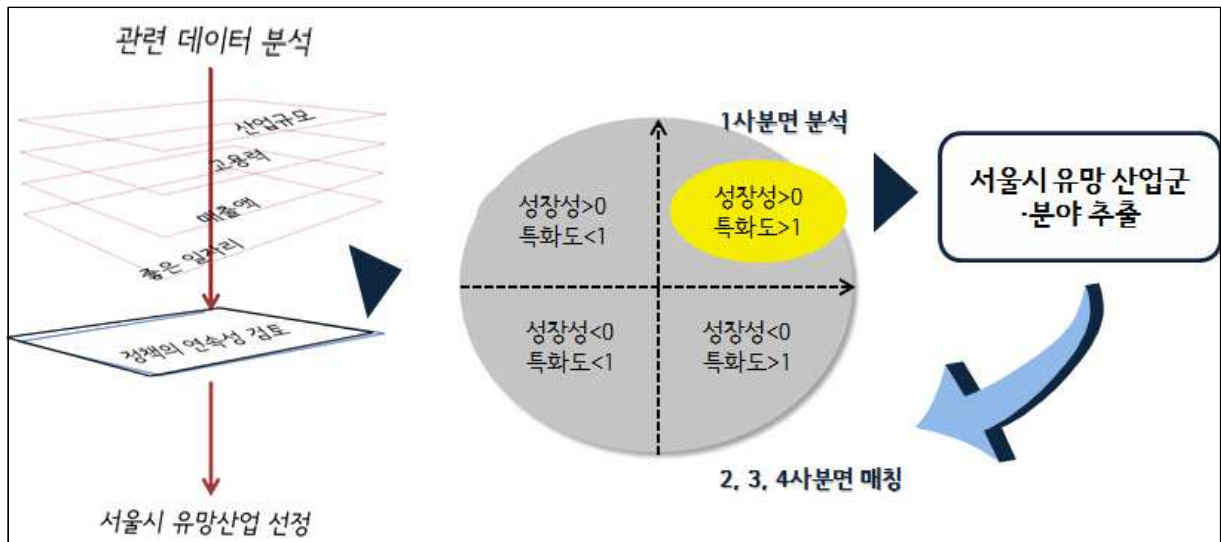 관련 데이터 분석
산업규모
고용력
매출액
좋은 일자리
정책의 연속성 검토
서울시 유망산업 선정
1사분면 분석
성장성>0
특화도<1
성장성>0
특화도>1
성장성<0
특화도<1
성장성<0
특화도>1
2, 3, 4사분면 매칭
서울시 유망 산업군
·분야 추출